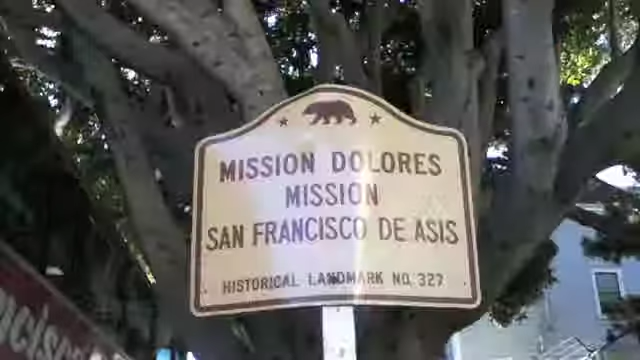 MISSION DOLORES
MISSION
SAN FRANCISCO DE ASIS
HISTORICAL LANDMARK NO. 327